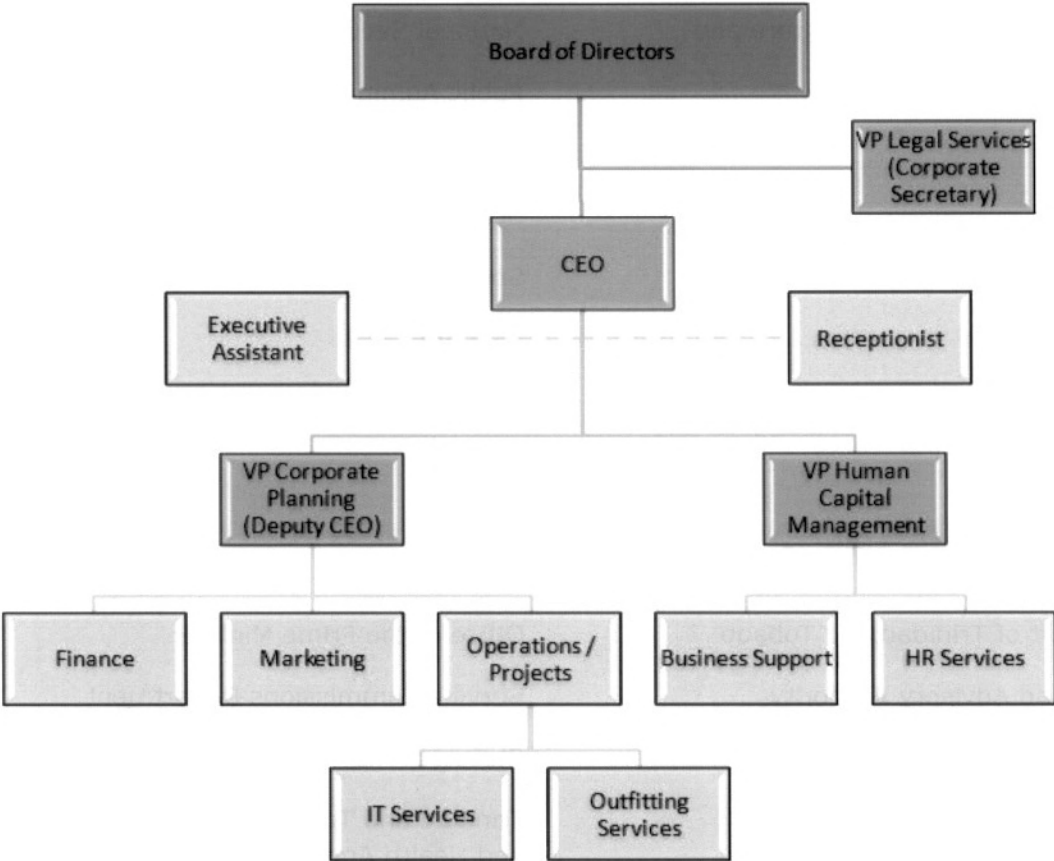 Board of Directors
VP Legal Services
(Corporate
Secretary)
CEO
Executive
Assistant
Receptionist
VP Corporate
Planning
(Deputy CEO)
VP Human
Capital
Management
Finance
Marketing
Operations /
Projects
Business Support
HR Services
IT Services
Outfitting
Services